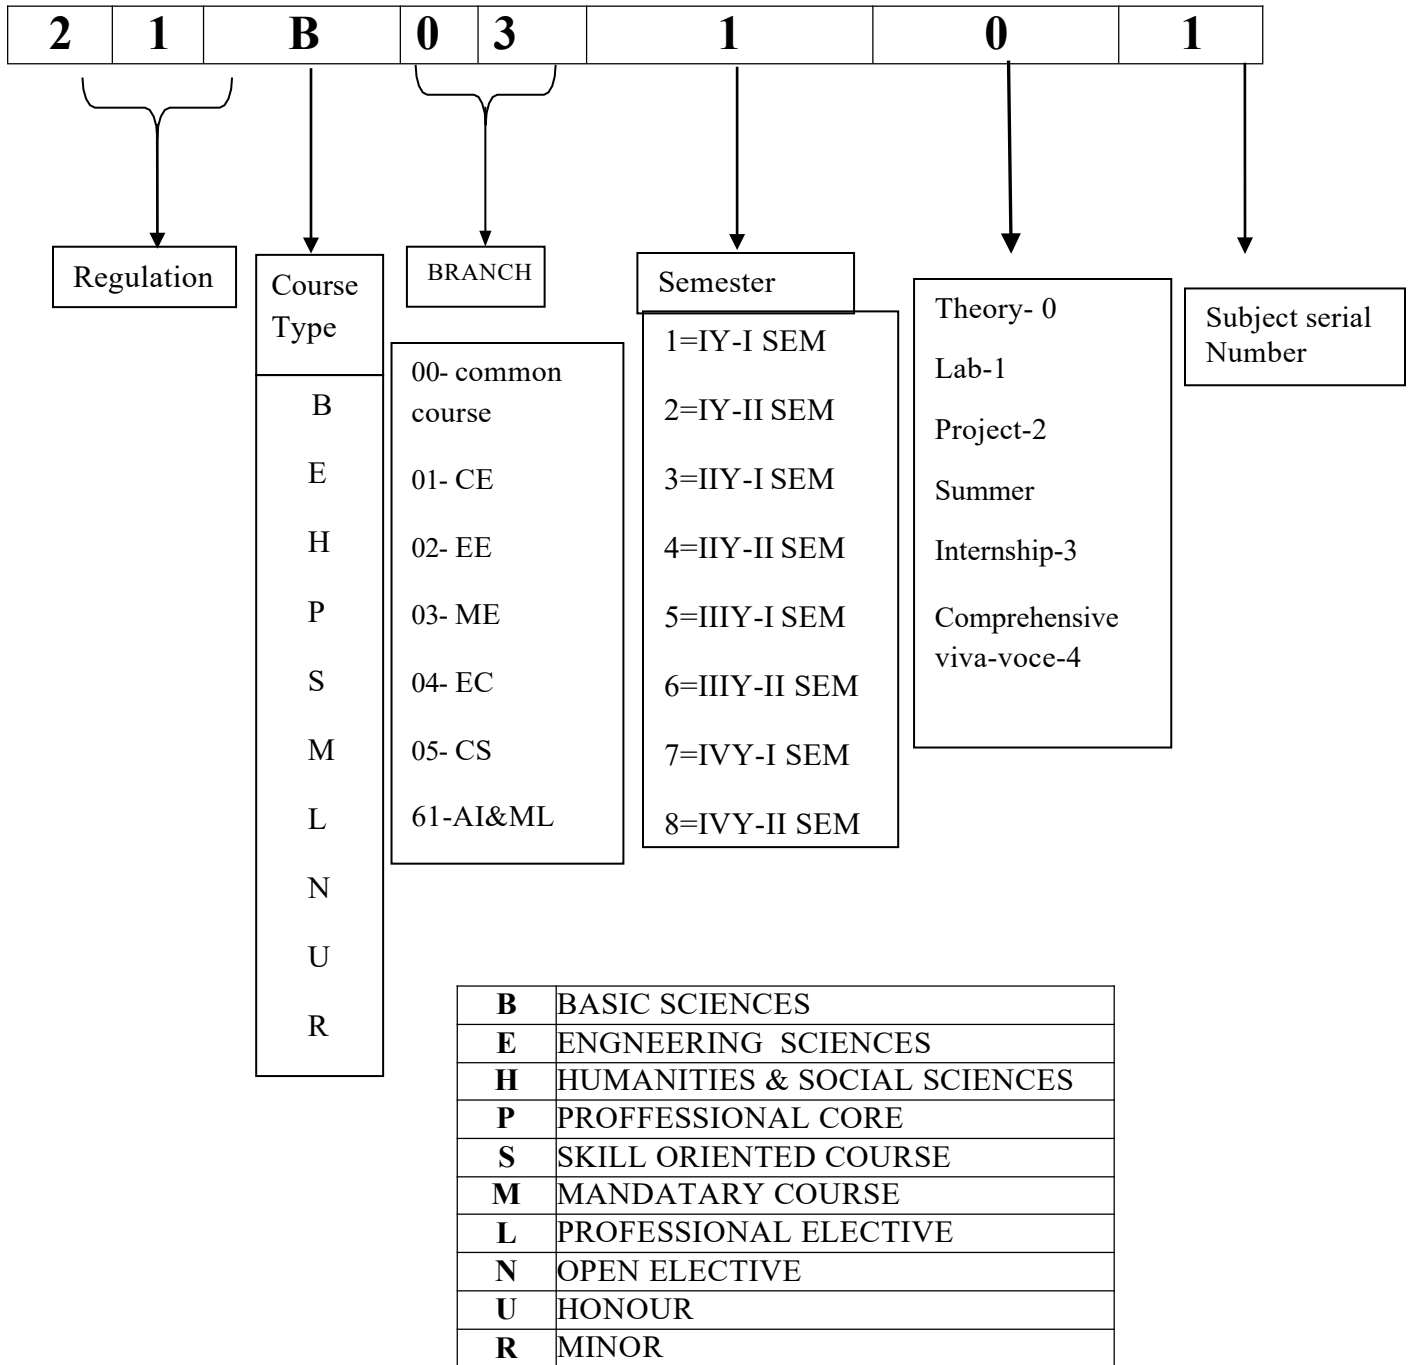 2 1 B 0 3 1 0 1
Regulation
Course
Type
B
E
H
P
S
M
L
N
U
R
BRANCH
00- common
course
01- CE
02- EE
03- ME
04- EC
05- CS
61-AI&ML
Semester
1=IY-I SEM
2=IY-II SEM
3=IIY-I SEM
4=IIY-II SEM
5=IIIY-I SEM
6=IIIY-II SEM
7=IVY-I SEM
8=IVY-II SEM
Theory- 0
Lab-1
Project-2
Summer
Internship-3
Comprehensive
viva-voce-4
Subject serial
Number
B BASIC SCIENCES
E ENGNEERING SCIENCES
H HUMANITIES & SOCIAL SCIENCES
P PROFFESSIONAL CORE
S SKILL ORIENTED COURSE
M MANDATARY COURSE
L PROFESSIONAL ELECTIVE
N OPEN ELECTIVE
U HONOUR
R MINOR